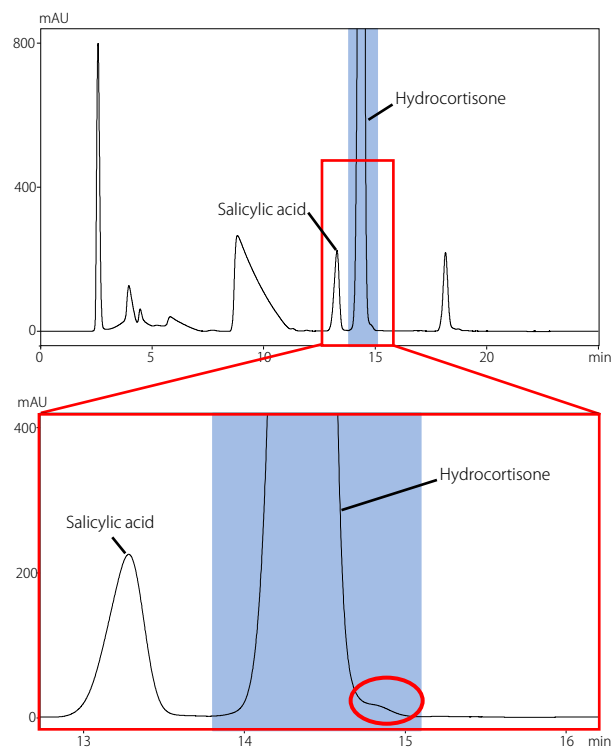 mAU
800
Hydrocortisone
400
Salicylic acid
0
0 5 10 15 20 min
mAU
400
Hydrocortisone
Salicylic acid
200
0
13 14 15 16 min